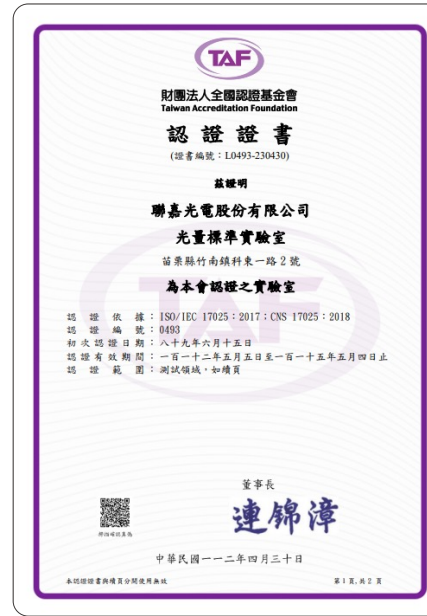 TAF
財團法人全國認證基金會
Taiwan Accreditation Foundation
認證證書
(證書編號：L0493-230430)
茲證明
聯嘉光電股份有限公司
光量標準實驗室
苗栗縣竹南鎮科東一路 2 號
為本會認證之實驗室
認證依據：ISO/IEC 17025：2017；CNS 17025：2018
認證編號：0493
初次認證日期：八十九年六月十五日
認證有效期間：一百一十二年五月五日至一百一十五年五月四日止
認證範圍：測試領域，如續頁
董事長
連錦漳
掃描確認真偽
中華民國一一二年四月三十日
本認證證書與續頁分開使用無效
第 1 頁,共 2 頁